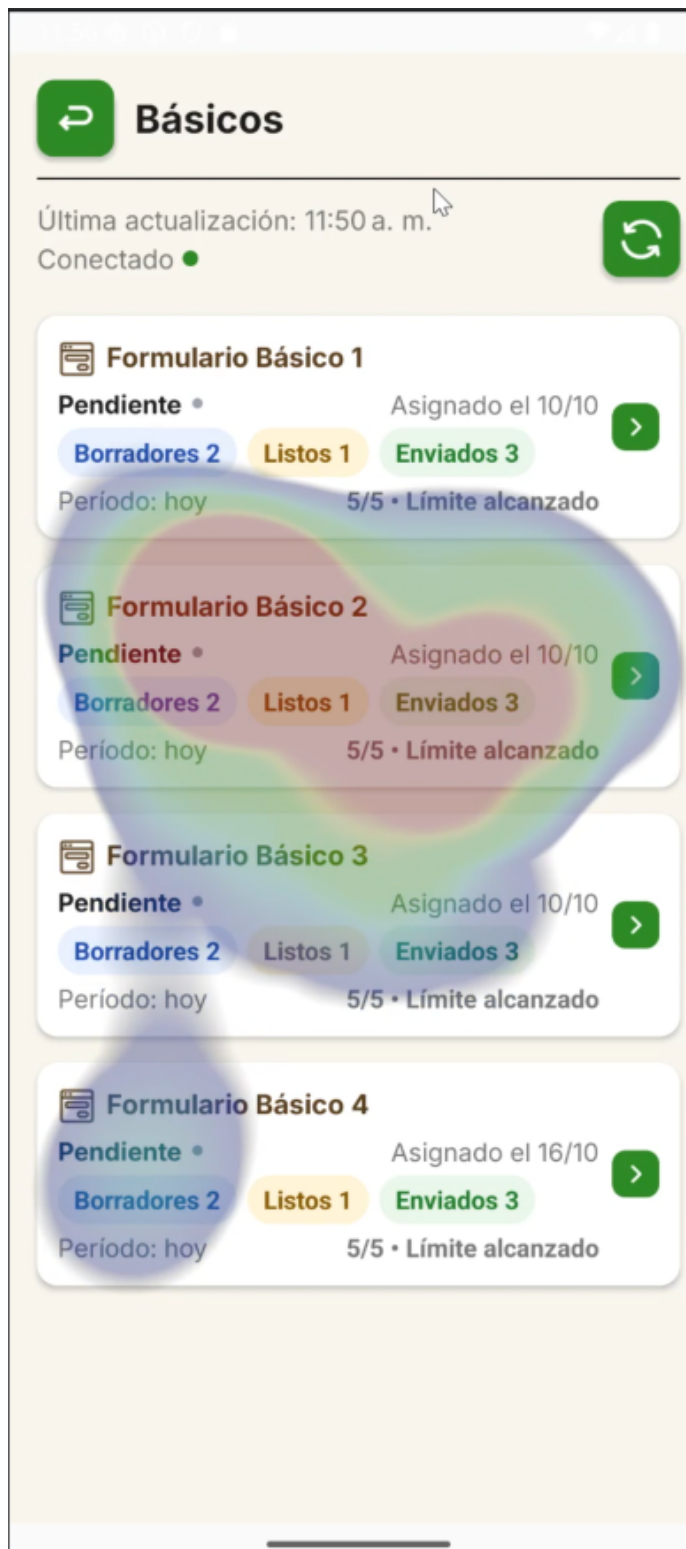 Básicos
Última actualización: 11:50 a. m.
Conectado
Formulario Básico 1
Pendiente • Asignado el 10/10
Borradores 2 Listos 1 Enviados 3
Período: hoy 5/5 • Límite alcanzado
Formulario Básico 2
Pendiente • Asignado el 10/10
Borradores 2 Listos 1 Enviados 3
Período: hoy 5/5 • Límite alcanzado
Formulario Básico 3
Pendiente • Asignado el 10/10
Borradores 2 Listos 1 Enviados 3
Período: hoy 5/5 • Límite alcanzado
Formulario Básico 4
Pendiente • Asignado el 16/10
Borradores 2 Listos 1 Enviados 3
Período: hoy 5/5 • Límite alcanzado